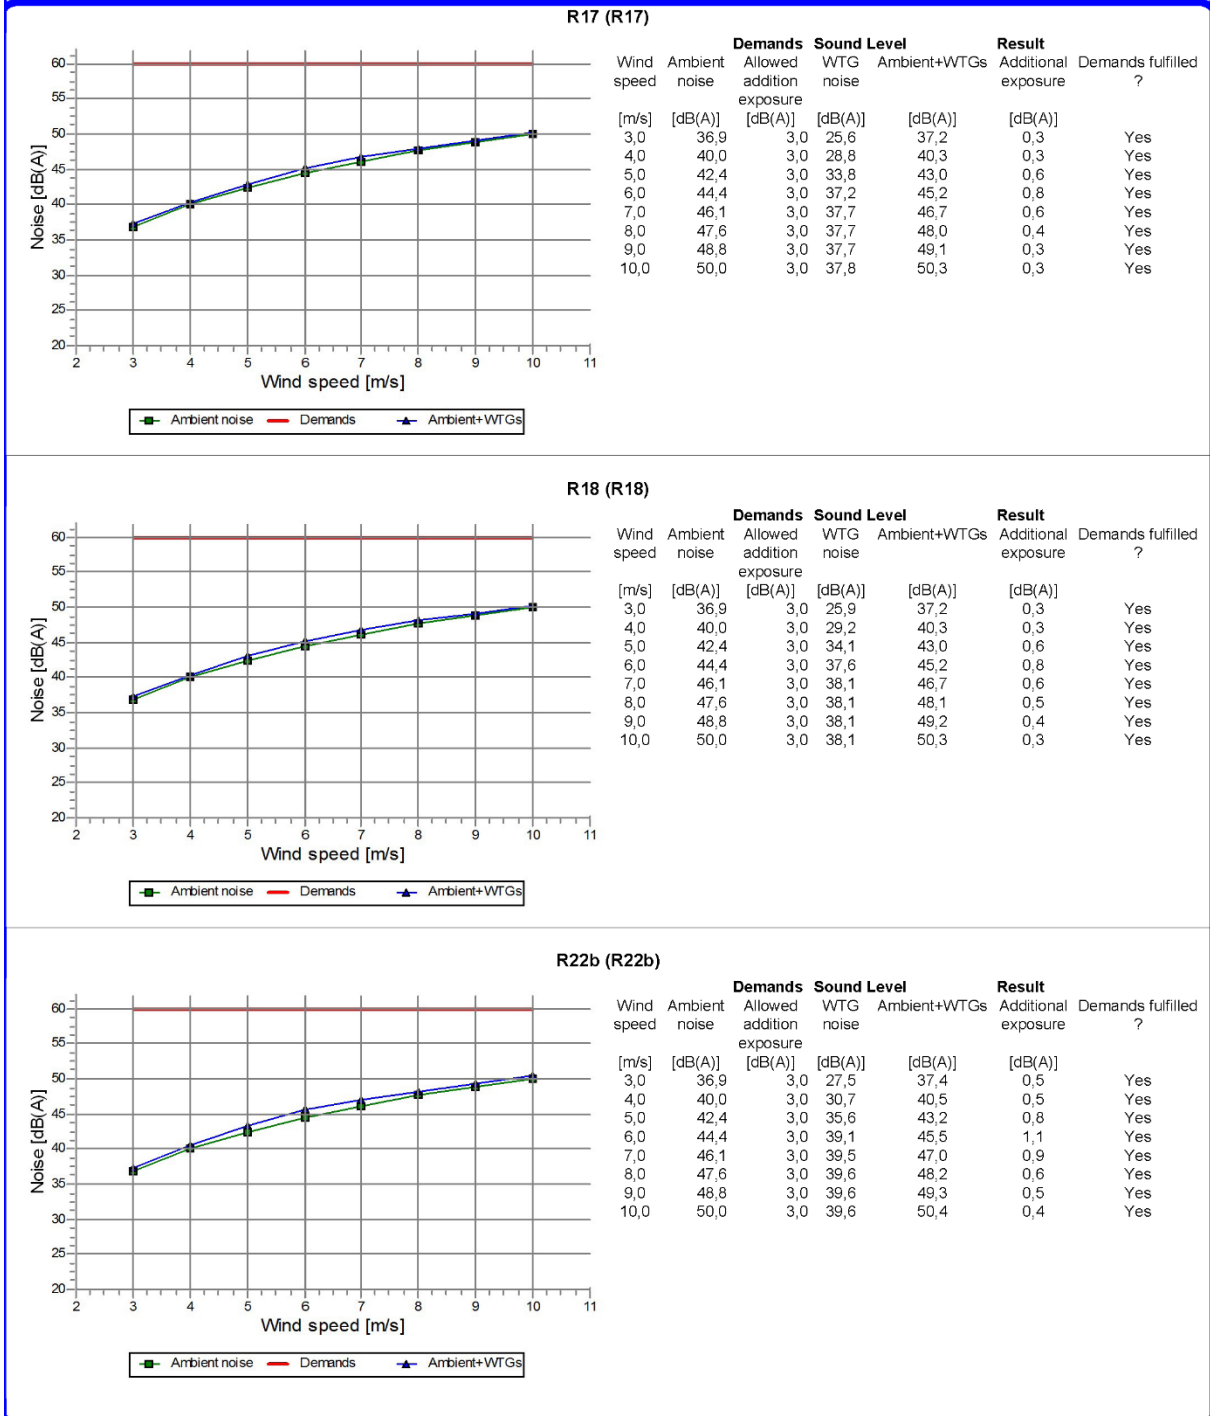 R17 (R17)
60
55
50
45
40
35
30
25
20
2 3 4 5 6 7 8 9 10 11
Noise [dB(A)]
Wind speed [m/s]
Ambient noise Demands Ambient+WTGs
Demands Sound Level Result
Wind Ambient Allowed WTG Ambient+WTGs Additional Demands fulfilled
speed noise addition noise exposure ?
exposure
[m/s] [dB(A)] [dB(A)] [dB(A)] [dB(A)] [dB(A)]
3,0 36,9 3,0 25,6 37,2 0,3 Yes
4,0 40,0 3,0 28,8 40,3 0,3 Yes
5,0 42,4 3,0 33,8 43,0 0,6 Yes
6,0 44,4 3,0 37,2 45,2 0,8 Yes
7,0 46,1 3,0 37,7 46,7 0,6 Yes
8,0 47,6 3,0 37,7 48,0 0,4 Yes
9,0 48,8 3,0 37,7 49,1 0,3 Yes
10,0 50,0 3,0 37,8 50,3 0,3 Yes
R18 (R18)
60
55
50
45
40
35
30
25
20
2 3 4 5 6 7 8 9 10 11
Noise [dB(A)]
Wind speed [m/s]
Ambient noise Demands Ambient+WTGs
Demands Sound Level Result
Wind Ambient Allowed WTG Ambient+WTGs Additional Demands fulfilled
speed noise addition noise exposure ?
exposure
[m/s] [dB(A)] [dB(A)] [dB(A)] [dB(A)] [dB(A)]
3,0 36,9 3,0 25,9 37,2 0,3 Yes
4,0 40,0 3,0 29,2 40,3 0,3 Yes
5,0 42,4 3,0 34,1 43,0 0,6 Yes
6,0 44,4 3,0 37,6 45,2 0,8 Yes
7,0 46,1 3,0 38,1 46,7 0,6 Yes
8,0 47,6 3,0 38,1 48,1 0,5 Yes
9,0 48,8 3,0 38,1 49,2 0,4 Yes
10,0 50,0 3,0 38,1 50,3 0,3 Yes
R22b (R22b)
60
55
50
45
40
35
30
25
20
2 3 4 5 6 7 8 9 10 11
Noise [dB(A)]
Wind speed [m/s]
Ambient noise Demands Ambient+WTGs
Demands Sound Level Result
Wind Ambient Allowed WTG Ambient+WTGs Additional Demands fulfilled
speed noise addition noise exposure ?
exposure
[m/s] [dB(A)] [dB(A)] [dB(A)] [dB(A)] [dB(A)]
3,0 36,9 3,0 27,5 37,4 0,5 Yes
4,0 40,0 3,0 30,7 40,5 0,5 Yes
5,0 42,4 3,0 35,6 43,2 0,8 Yes
6,0 44,4 3,0 39,1 45,5 1,1 Yes
7,0 46,1 3,0 39,5 47,0 0,9 Yes
8,0 47,6 3,0 39,6 48,2 0,6 Yes
9,0 48,8 3,0 39,6 49,3 0,5 Yes
10,0 50,0 3,0 39,6 50,4 0,4 Yes